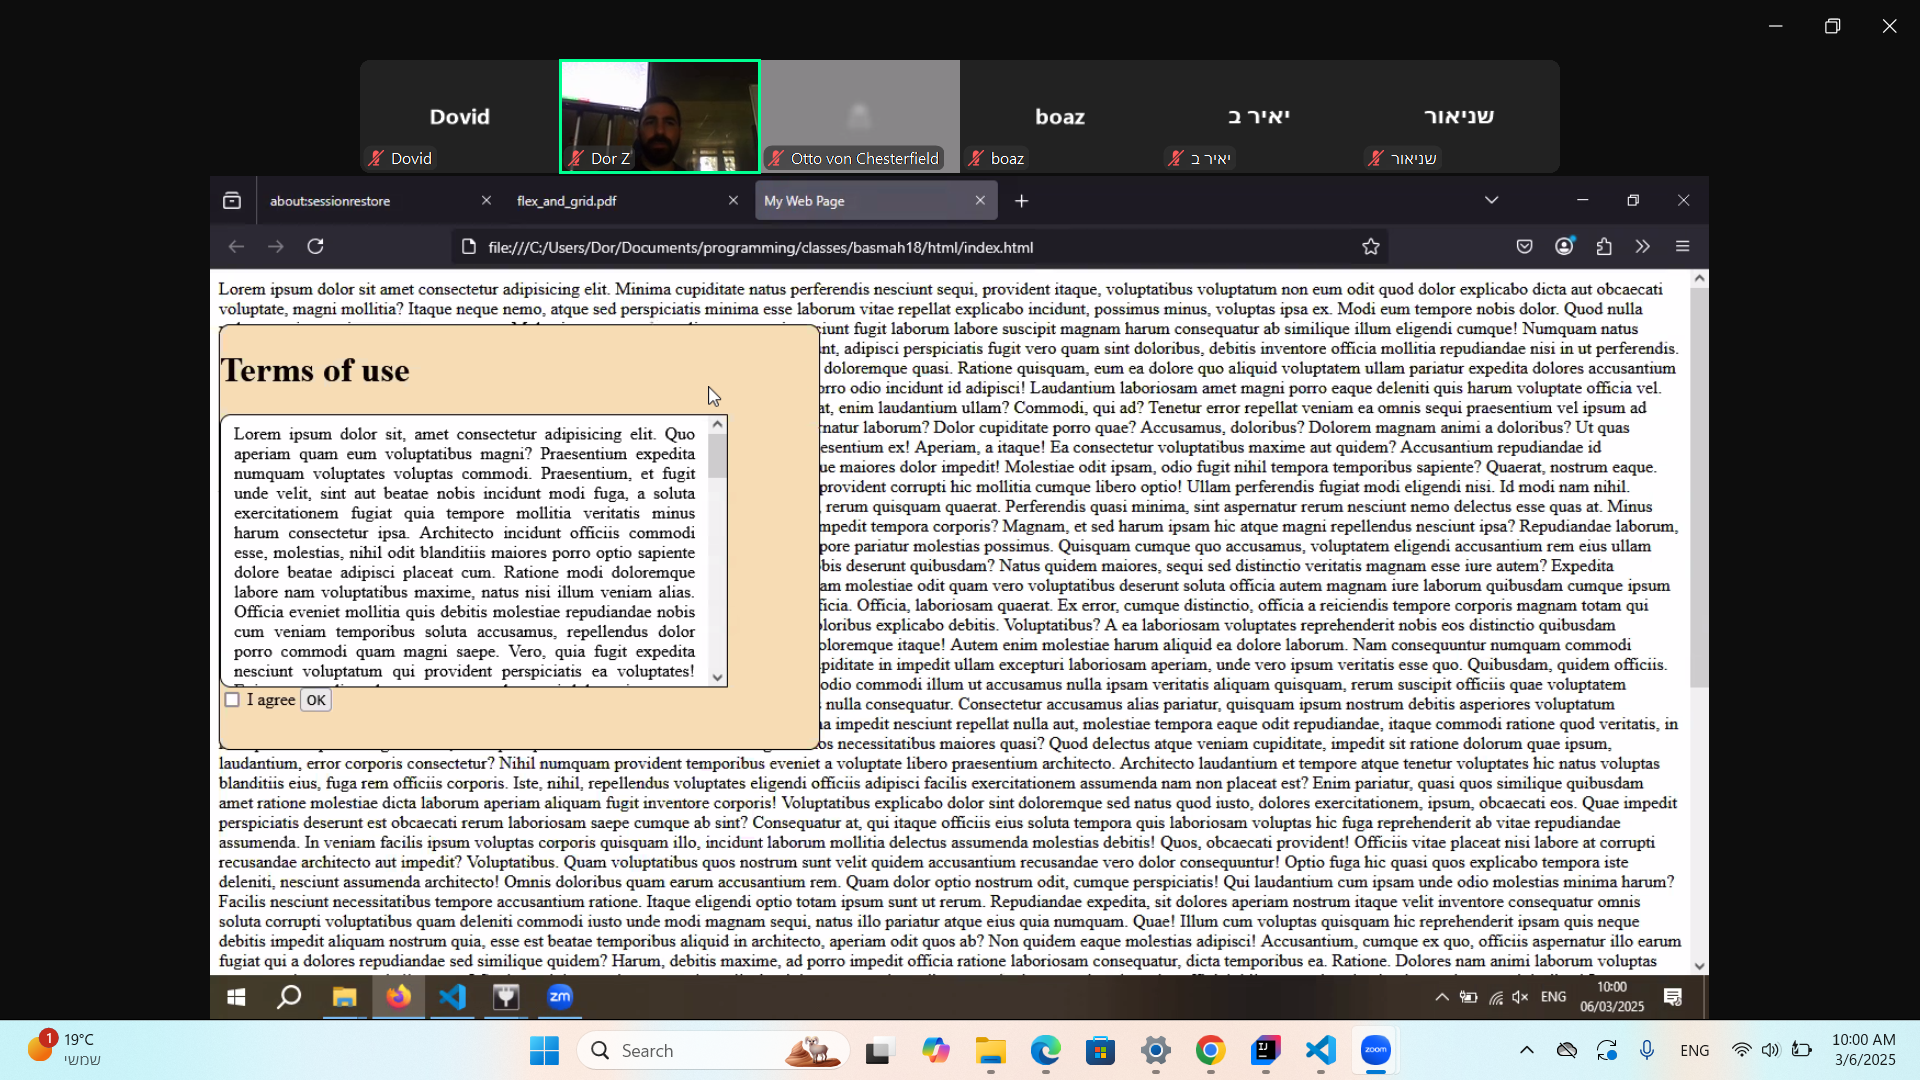 Dovid
boaz
יאיר ב
שניאור
Dovid
Dor Z
Otto von Chesterfield
boaz
יאיר ב
שניאור
about:sessionrestore
flex_and_grid.pdf
My Web Page
file:///C:/Users/Dor/Documents/programming/classes/basmah18/html/index.html
Lorem ipsum dolor sit amet consectetur adipisicing elit. Minima cupiditate natus perferendis nesciunt sequi, provident itaque, voluptatibus voluptatum non eum odit quod dolor explicabo dicta aut obcaecati
voluptate, magni mollitia? Itaque neque nemo, atque sed perspiciatis minima esse laborum vitae repellat explicabo incidunt, possimus minus, voluptas ipsa ex. Modi eum tempore nobis dolor. Quod nulla
siunt fugit laborum labore suscipit magnam harum consequatur ab similique illum eligendi cumque! Numquam natus
nt, adipisci perspiciatis fugit vero quam sint doloribus, debitis inventore officia mollitia repudiandae nisi in ut perferendis.
doloremque quasi. Ratione quisquam, eum ea dolore quo aliquid voluptatem ullam pariatur expedita dolores accusantium
orro odio incidunt id adipisci! Laudantium laboriosam amet magni porro eaque deleniti quis harum voluptate officia vel.
at, enim laudantium ullam? Commodi, qui ad? Tenetur error repellat veniam ea omnis sequi praesentium vel ipsum ad
rnatur laborum? Dolor cupiditate porro quae? Accusamus, doloribus? Dolorem magnam animi a doloribus? Ut quas
esentium ex! Aperiam, a itaque! Ea consectetur voluptatibus maxime aut quidem? Accusantium repudiandae id
ue maiores dolor impedit! Molestiae odit ipsam, odio fugit nihil tempora temporibus sapiente? Quaerat, nostrum eaque.
provident corrupti hic mollitia cumque libero optio! Ullam perferendis fugiat modi eligendi nisi. Id modi nam nihil.
, rerum quisquam quaerat. Perferendis quasi minima, sint aspernatur rerum nesciunt nemo delectus esse quas at. Minus
mpedit tempora corporis? Magnam, et sed harum ipsam hic atque magni repellendus nesciunt ipsa? Repudiandae laborum,
pore pariatur molestias possimus. Quisquam cumque quo accusamus, voluptatem eligendi accusantium rem eius ullam
bis deserunt quibusdam? Natus quidem maiores, sequi sed distinctio veritatis magnam esse iure autem? Expedita
am molestiae odit quam vero voluptatibus deserunt soluta officia autem magnam iure laborum quibusdam cumque ipsum
ficia. Officia, laboriosam quaerat. Ex error, cumque distinctio, officia a reiciendis tempore corporis magnam totam qui
loribus explicabo debitis. Voluptatibus? A ea laboriosam voluptates reprehenderit nobis eos distinctio quibusdam
oloremque itaque! Autem enim molestiae harum aliquid ea dolore laborum. Nam consequuntur numquam commodi
piditate in impedit ullam excepturi laboriosam aperiam, unde vero ipsum veritatis esse quo. Quibusdam, quidem officiis.
odio commodi illum ut accusamus nulla ipsam veritatis aliquam quisquam, rerum suscipit officiis quae voluptatem
nulla consequatur. Consectetur accusamus alias pariatur, quisquam ipsum nostrum debitis asperiores voluptatum
na impedit nesciunt repellat nulla aut, molestiae tempora eaque odit repudiandae, itaque commodi ratione quod veritatis, in
os necessitatibus maiores quasi? Quod delectus atque veniam cupiditate, impedit sit ratione dolorum quae ipsum,
Terms of use
Lorem ipsum dolor sit, amet consectetur adipisicing elit. Quo
aperiam quam eum voluptatibus magni? Praesentium expedita
numquam voluptates voluptas commodi. Praesentium, et fugit
unde velit, sint aut beatae nobis incidunt modi fuga, a soluta
exercitationem fugiat quia tempore mollitia veritatis minus
harum consectetur ipsa. Architecto incidunt officiis commodi
esse, molestias, nihil odit blanditiis maiores porro optio sapiente
dolore beatae adipisci placeat cum. Ratione modi doloremque
labore nam voluptatibus maxime, natus nisi illum veniam alias.
Officia eveniet mollitia quis debitis molestiae repudiandae nobis
cum veniam temporibus soluta accusamus, repellendus dolor
porro commodi quam magni saepe. Vero, quia fugit expedita
nesciunt voluptatum qui provident perspiciatis ea voluptates!
I agree OK
laudantium, error corporis consectetur? Nihil numquam provident temporibus eveniet a voluptate libero praesentium architecto. Architecto laudantium et tempore atque tenetur voluptates hic natus voluptas
blanditiis eius, fuga rem officiis corporis. Iste, nihil, repellendus voluptates eligendi officiis adipisci facilis exercitationem assumenda nam non placeat est? Enim pariatur, quasi quos similique quibusdam
amet ratione molestiae dicta laborum aperiam aliquam fugit inventore corporis! Voluptatibus explicabo dolor sint doloremque sed natus quod iusto, dolores exercitationem, ipsum, obcaecati eos. Quae impedit
perspiciatis deserunt est obcaecati rerum laboriosam saepe cumque ab sint? Consequatur at, qui itaque officiis eius soluta tempora quis laboriosam voluptas hic fuga reprehenderit ab vitae repudiandae
assumenda. In veniam facilis ipsum voluptas corporis quisquam illo, incidunt laborum mollitia delectus assumenda molestias debitis! Quos, obcaecati provident! Officiis vitae placeat nisi labore at corrupti
recusandae architecto aut impedit? Voluptatibus. Quam voluptatibus quos nostrum sunt velit quidem accusantium recusandae vero dolor consequuntur! Optio fuga hic quasi quos explicabo tempora iste
deleniti, nesciunt assumenda architecto! Omnis doloribus quam earum accusantium rem. Quam dolor optio nostrum odit, cumque perspiciatis! Qui laudantium cum ipsam unde odio molestias minima harum?
Facilis nesciunt necessitatibus tempore accusantium ratione. Itaque eligendi optio totam ipsum sunt ut rerum. Repudiandae expedita, sit dolores aperiam nostrum itaque velit inventore consequatur omnis
soluta corrupti voluptatibus quam deleniti commodi iusto unde modi magnam sequi, natus illo pariatur atque eius quia numquam. Quae! Illum cum voluptas quisquam hic reprehenderit ipsam quis neque
debitis impedit aliquam nostrum quia, esse est beatae temporibus aliquid in architecto, aperiam odit quos ab? Non quidem eaque molestias adipisci! Accusantium, cumque ex quo, officiis aspernatur illo earum
fugiat qui a dolores repudiandae sed similique quidem? Harum, debitis maxime, ad porro impedit officia ratione laboriosam consequatur, dicta temporibus ea. Ratione. Dolores nam animi laborum voluptas
zm
ENG
10:00
06/03/2025
1
19°C
שמשי
Search
zoom
ENG
10:00 AM
3/6/2025